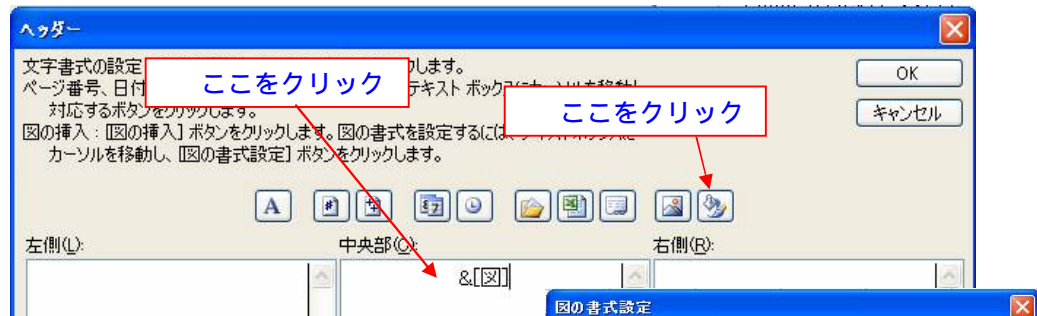 ヘッダー
文字書式の設定
ここをクリック
します。
ページ番号、日付
テキスト ボックス
対応するボタンをクリックします。
ここをクリック
図の挿入:[図の挿入] ボタンをクリックします。図の書式を設定するには、
カーソルを移動し、[図の書式設定] ボタンをクリックします。
OK
キャンセル
A
左側(L):
中央部(C):
右側(R):
&[図]
図の書式設定